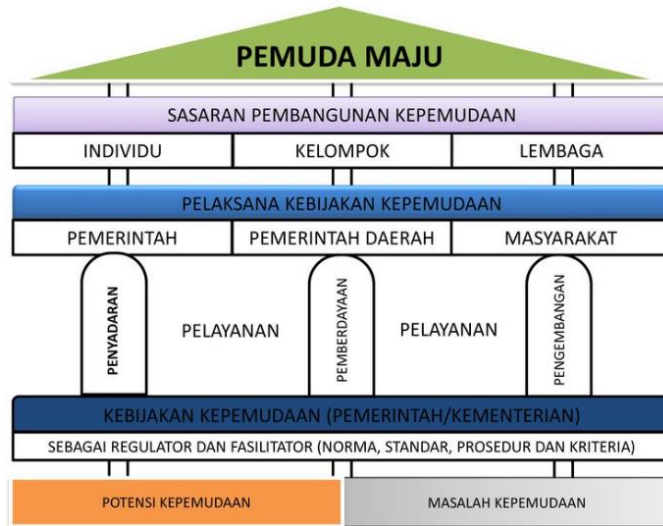 PEMUDA MAJU
SASARAN PEMBANGUNAN KEPEMUDAAN
INDIVIDU
KELOMPOK
LEMBAGA
PELAKSANA KEBIJAKAN KEPEMUDAAN
PEMERINTAH
PEMERINTAH DAERAH
MASYARAKAT
PENYADARAN
PELAYANAN
PEMBERDAYAAN
PELAYANAN
PENGEMBANGAN
KEBIJAKAN KEPEMUDAAN (PEMERINTAH/KEMENTERIAN)
SEBAGAI REGULATOR DAN FASILITATOR (NORMA, STANDAR, PROSEDUR DAN KRITERIA)
POTENSI KEPEMUDAAN
MASALAH KEPEMUDAAN